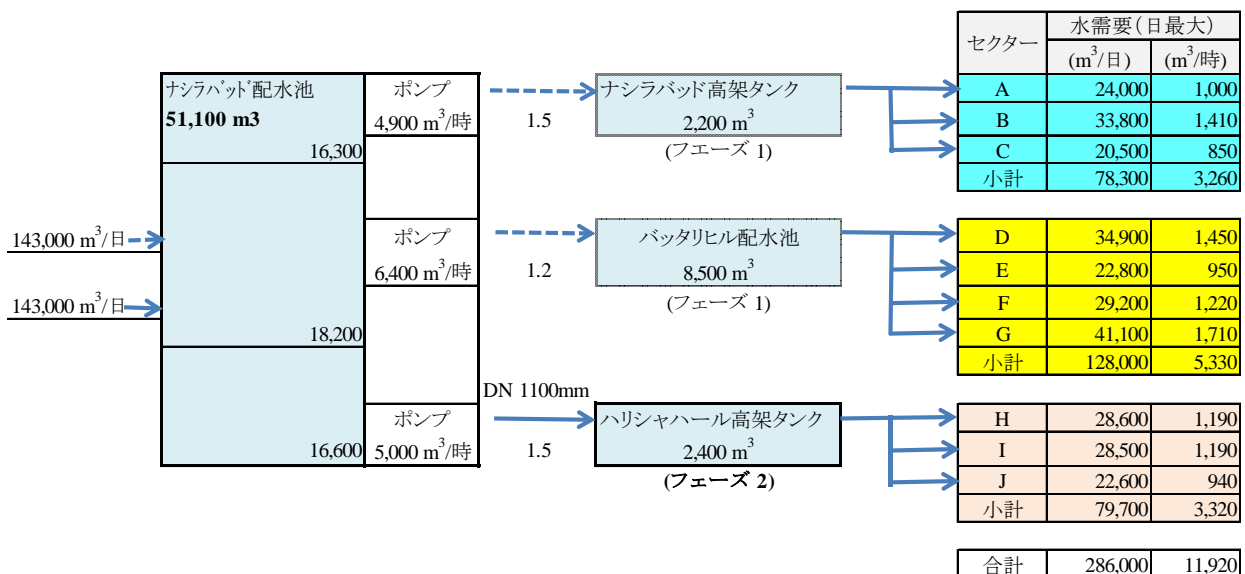 143,000 m³/日
143,000 m³/日
ナシラバッド配水池
51,100 m3
16,300
18,200
16,600
ポンプ
4,900 m³/時
ポンプ
6,400 m³/時
ポンプ
5,000 m³/時
1.5
1.2
DN 1100mm
1.5
ナシラバッド高架タンク
2,200 m³
(フェーズ 1)
バッタリヒル配水池
8,500 m³
(フェーズ 1)
ハリシャハール高架タンク
2,400 m³
(フェーズ 2)
セクター 水需要(日最大)
(m³/日) (m³/時)
A 24,000 1,000
B 33,800 1,410
C 20,500 850
小計 78,300 3,260
D 34,900 1,450
E 22,800 950
F 29,200 1,220
G 41,100 1,710
小計 128,000 5,330
H 28,600 1,190
I 28,500 1,190
J 22,600 940
小計 79,700 3,320
合計 286,000 11,920